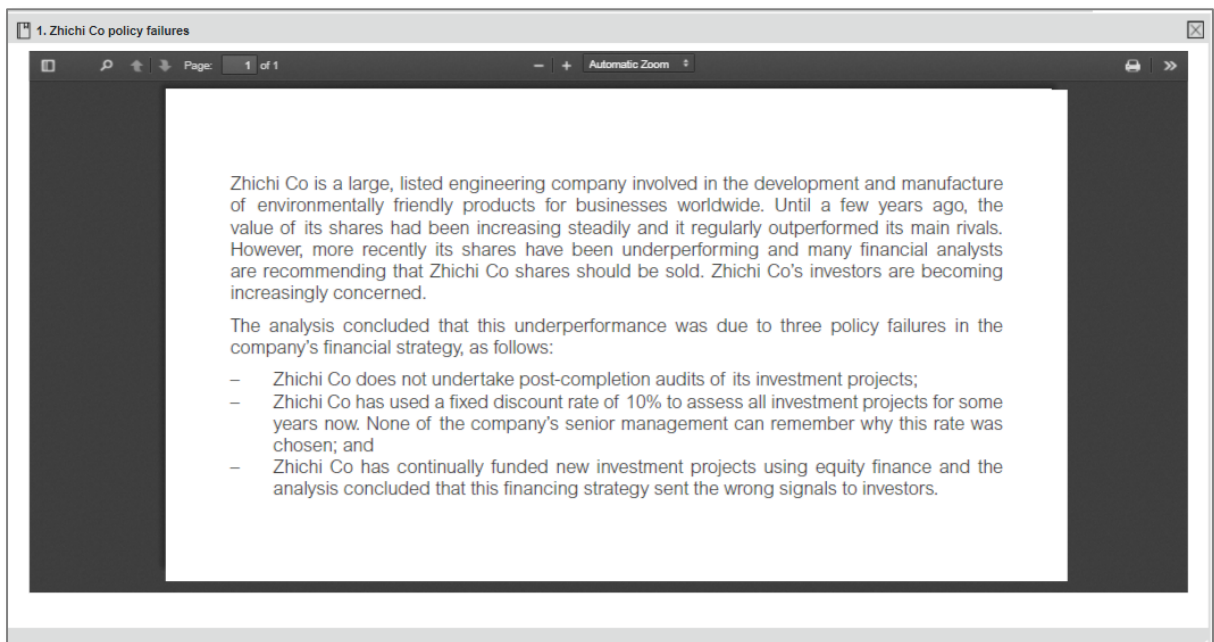 1. Zhichi Co policy failures
Page: 1 of 1
Automatic Zoom
Zhichi Co is a large, listed engineering company involved in the development and manufacture
of environmentally friendly products for businesses worldwide. Until a few years ago, the
value of its shares had been increasing steadily and it regularly outperformed its main rivals.
However, more recently its shares have been underperforming and many financial analysts
are recommending that Zhichi Co shares should be sold. Zhichi Co's investors are becoming
increasingly concerned.
The analysis concluded that this underperformance was due to three policy failures in the
company's financial strategy, as follows:
– Zhichi Co does not undertake post-completion audits of its investment projects;
– Zhichi Co has used a fixed discount rate of 10% to assess all investment projects for some
years now. None of the company's senior management can remember why this rate was
chosen; and
– Zhichi Co has continually funded new investment projects using equity finance and the
analysis concluded that this financing strategy sent the wrong signals to investors.